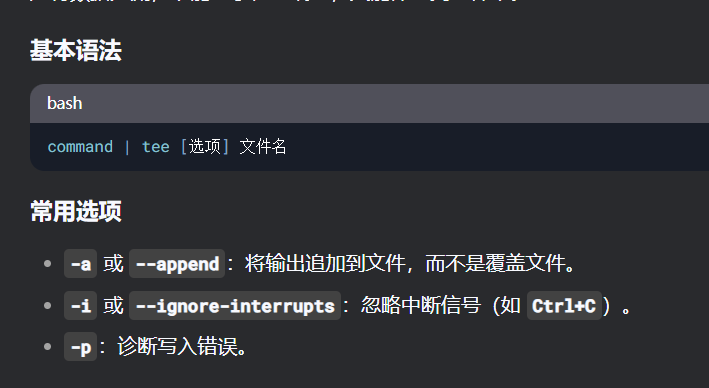 基本语法
bash
command | tee [选项] 文件名
常用选项
-a 或 --append：将输出追加到文件，而不是覆盖文件。
-i 或 --ignore-interrupts：忽略中断信号（如 Ctrl+C）。
-p：诊断写入错误。